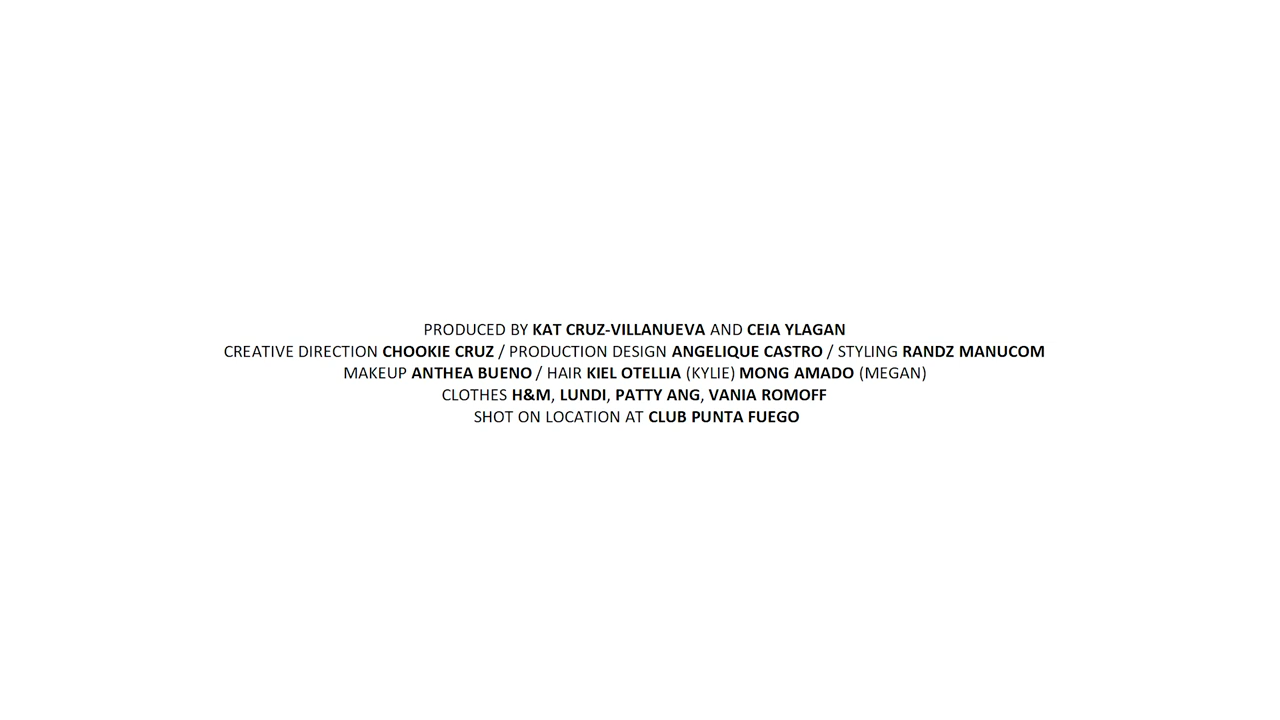 PRODUCED BY KAT CRUZ-VILLANUEVA AND CEIA YLAGAN
CREATIVE DIRECTION CHOOKIE CRUZ / PRODUCTION DESIGN ANGELIQUE CASTRO / STYLING RANDZ MANUCOM
MAKEUP ANTHEA BUENO / HAIR KIEL OTELLIA (KYLIE) MONG AMADO (MEGAN)
CLOTHES H&M, LUNDI, PATTY ANG, VANIA ROMOFF
SHOT ON LOCATION AT CLUB PUNTA FUEGO